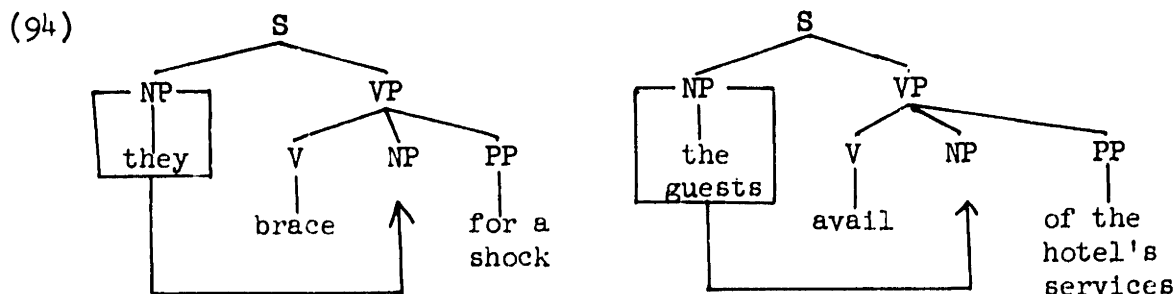 (94) S S
NP VP NP VP
they V NP PP the guests V NP PP
brace for a shock avail of the hotel's services